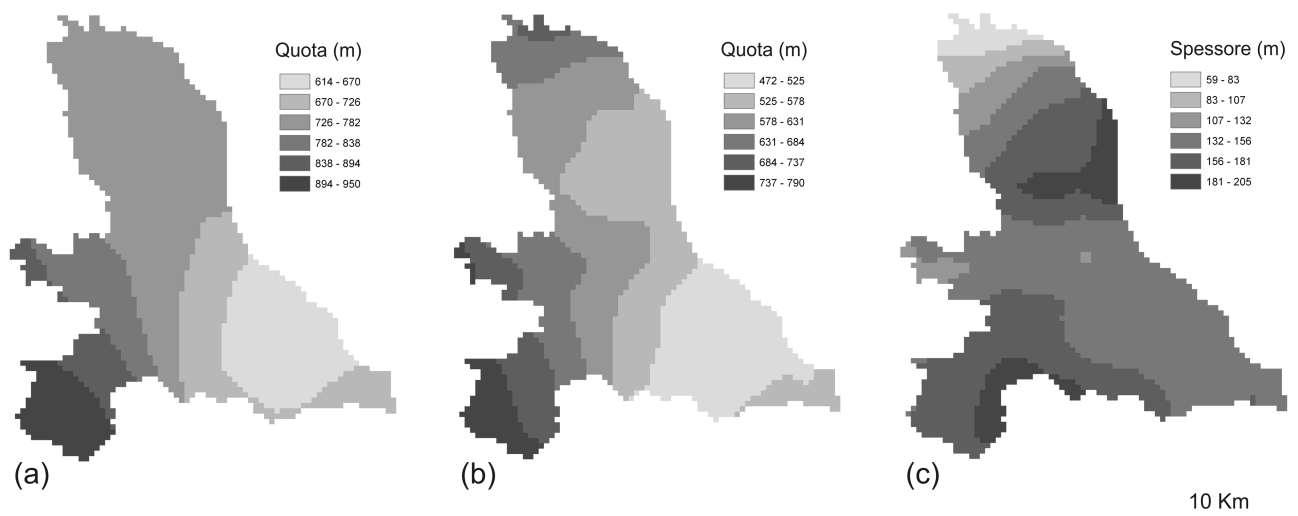 Quota (m)
614 - 670
670 - 726
726 - 782
782 - 838
838 - 894
894 - 950
(a)
Quota (m)
472 - 525
525 - 578
578 - 631
631 - 684
684 - 737
737 - 790
(b)
Spessore (m)
59 - 83
83 - 107
107 - 132
132 - 156
156 - 181
181 - 205
(c)
10 Km